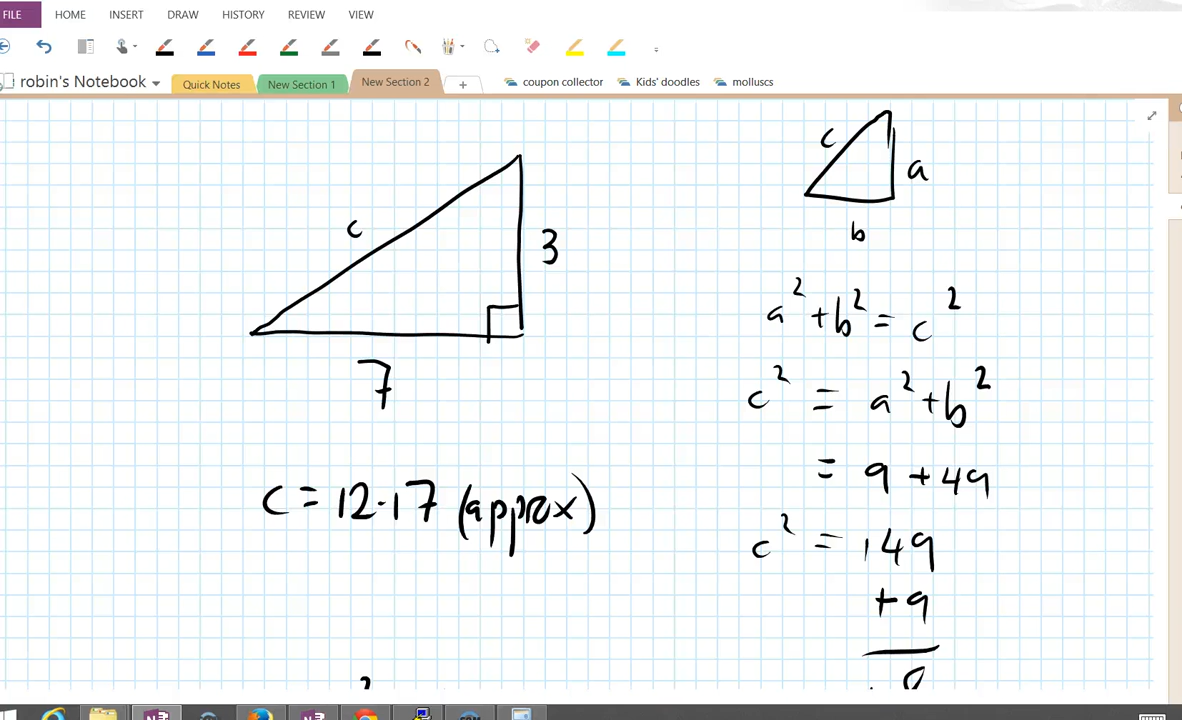 FILE HOME INSERT DRAW HISTORY REVIEW VIEW
robin's Notebook Quick Notes New Section 1 New Section 2 + coupon collector Kids' doodles molluscs
c
3
7
c = 12·17 (approx)
c
a
b
a² + b² = c²
c² = a² + b²
= 9 + 49
c² = 149
+ 9